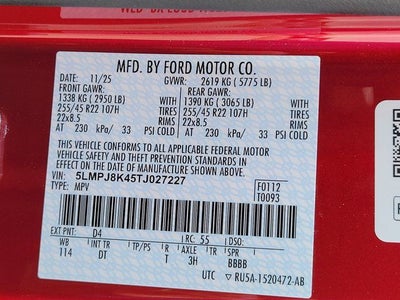 MFD. BY FORD MOTOR CO.
DATE: 11/25 GVWR: 2619 KG ( 5775 LB)
FRONT GAWR: REAR GAWR:
1338 KG ( 2950 LB) 1390 KG ( 3065 LB)
255/45 R22 107H TIRES 255/45 R22 107H TIRES
22x8.5 RIMS 22x8.5 RIMS
AT 230 kPa/ 33 PSI COLD AT 230 kPa/ 33 PSI COLD
THIS VEHICLE CONFORMS TO ALL APPLICABLE FEDERAL MOTOR
VEHICLE SAFETY AND THEFT PREVENTION STANDARDS IN
EFFECT ON THE DATE OF MANUFACTURE SHOWN ABOVE.
VIN: 5LMPJ8K45TJ027227 F0112
TYPE: MPV T0093
EXT PNT: D4 RC: 55 DSO:
WB INT TR TP/PS R AXLE TR SPR
114 DT T 3H BBBB
UTC ▽ RU5A-1520472-AB